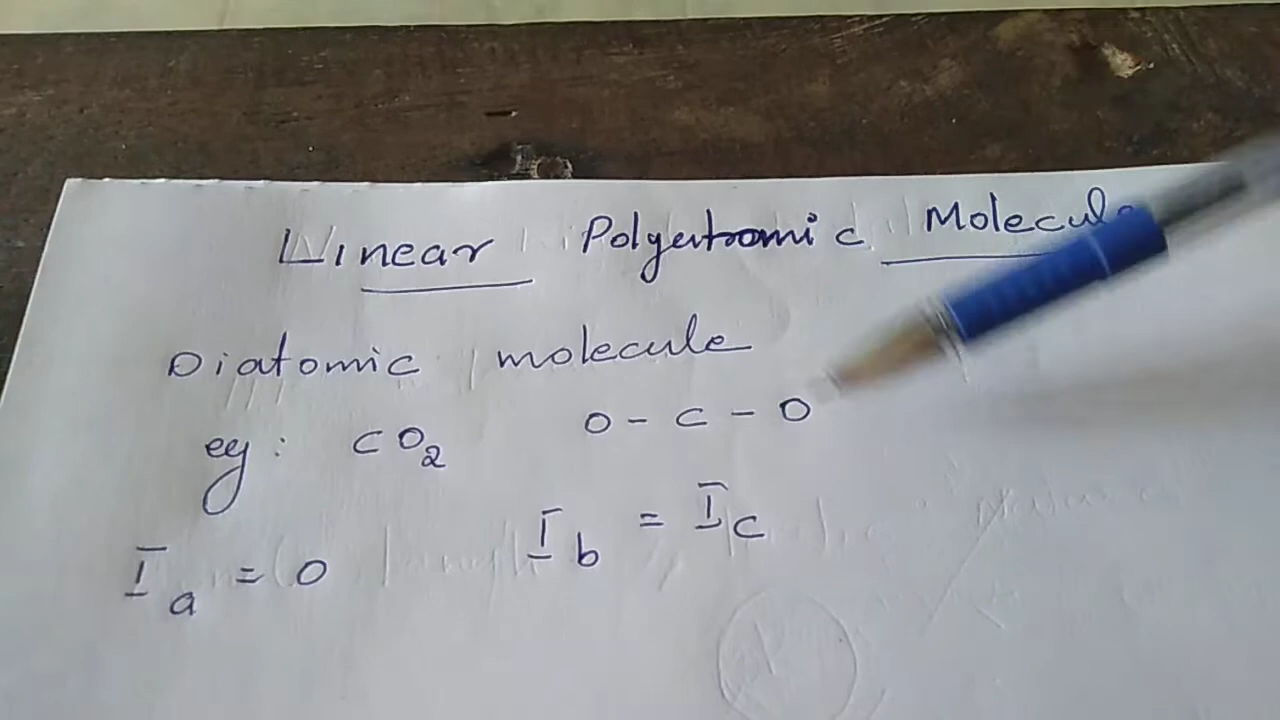 Linear Polyatomic Molecule
Diatomic molecule
eg: CO2 O - C - O
Ia = 0 Ib = Ic